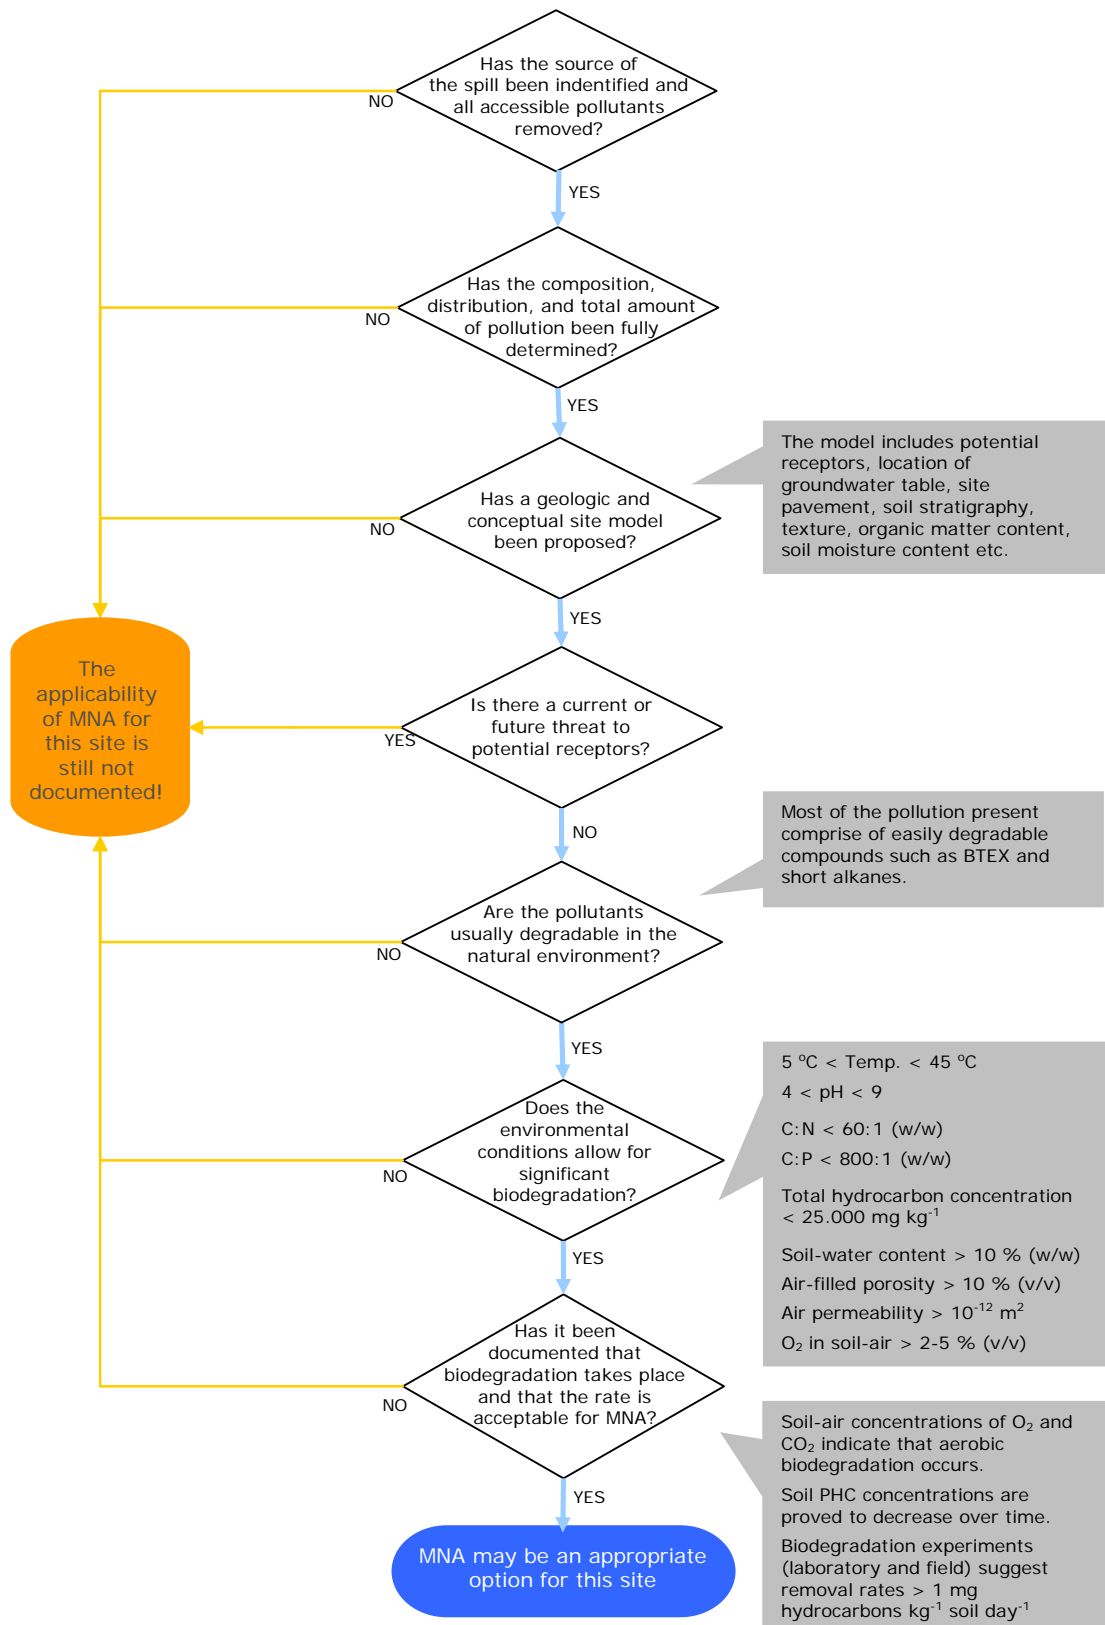 Has the source of
the spill been indentified and
all accessible pollutants
removed?
NO
YES
Has the composition,
distribution, and total amount
of pollution been fully
determined?
NO
YES
The model includes potential
receptors, location of
groundwater table, site
pavement, soil stratigraphy,
texture, organic matter content,
soil moisture content etc.
Has a geologic and
conceptual site model
been proposed?
NO
YES
The
applicability
of MNA for
this site is
still not
documented!
Is there a current or
future threat to
potential receptors?
YES
NO
Most of the pollution present
comprise of easily degradable
compounds such as BTEX and
short alkanes.
Are the pollutants
usually degradable in the
natural environment?
NO
YES
5 ºC < Temp. < 45 ºC
4 < pH < 9
C:N < 60:1 (w/w)
C:P < 800:1 (w/w)
Total hydrocarbon concentration
< 25.000 mg kg⁻¹
Soil-water content > 10 % (w/w)
Air-filled porosity > 10 % (v/v)
Air permeability > 10⁻¹² m²
O₂ in soil-air > 2-5 % (v/v)
Does the
environmental
conditions allow for
significant
biodegradation?
NO
YES
Has it been
documented that
biodegradation takes place
and that the rate is
acceptable for MNA?
NO
YES
Soil-air concentrations of O₂ and
CO₂ indicate that aerobic
biodegradation occurs.
Soil PHC concentrations are
proved to decrease over time.
Biodegradation experiments
(laboratory and field) suggest
removal rates > 1 mg
hydrocarbons kg⁻¹ soil day⁻¹
MNA may be an appropriate
option for this site